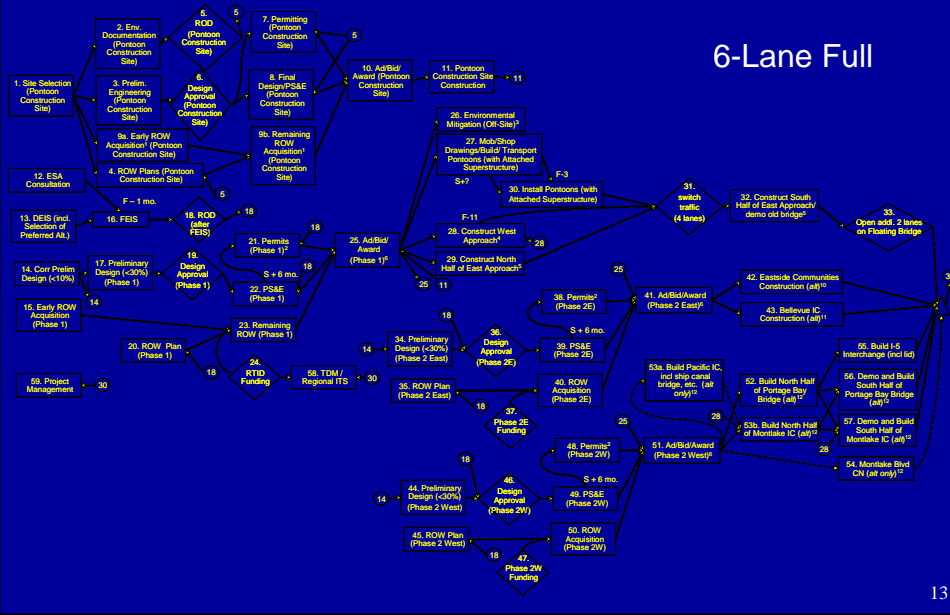 6-Lane Full
1. Site Selection
(Pontoon
Construction
Site)
2. Env.
Documentation
(Pontoon
Construction
Site)
3. Prelim.
Engineering
(Pontoon
Construction
Site)
9a. Early ROW
Acquisition¹ (Pontoon
Construction Site)
4. ROW Plans (Pontoon
Construction Site)
5.
ROD
(Pontoon
Construction
Site)
5
6.
Design
Approval
(Pontoon
Construction
Site)
7. Permitting
(Pontoon
Construction
Site)
5
8. Final
Design/PS&E
(Pontoon
Construction
Site)
9b. Remaining
ROW
Acquisition¹
(Pontoon
Construction
Site)
5
10. Ad/Bid/
Award (Pontoon
Construction
Site)
11. Pontoon
Construction Site
Construction
11
12. ESA
Consultation
F – 1 mo.
13. DEIS (incl.
Selection of
Preferred Alt.)
16. FEIS
18. ROD
(after
FEIS)
18
14. Corr Prelim
Design (<10%)
14
17. Preliminary
Design (<30%)
(Phase 1)
19.
Design
Approval
(Phase 1)
21. Permits
(Phase 1)²
18
S + 6 mo.
18
22. PS&E
(Phase 1)
15. Early ROW
Acquisition
(Phase 1)
23. Remaining
ROW (Phase 1)
20. ROW Plan
(Phase 1)
18
24.
RTID
Funding
58. TDM /
Regional ITS
30
59. Project
Management
30
25. Ad/Bid/
Award
(Phase 1)⁶
25
11
26. Environmental
Mitigation (Off-Site)³
27. Mob/Shop
Drawings/Build/ Transport
Pontoons (with Attached
Superstructure)
S+?
F-3
30. Install Pontoons (with
Attached Superstructure)
F-11
28. Construct West
Approach⁴
28
29. Construct North
Half of East Approach⁵
31.
switch
traffic
(4 lanes)
32. Construct South
Half of East Approach/
demo old bridge⁵
33.
Open addl. 2 lanes
on Floating Bridge
3
14
34. Preliminary
Design (<30%)
(Phase 2 East)
18
36.
Design
Approval
(Phase 2E)
38. Permits²
(Phase 2E)
S + 6 mo.
39. PS&E
(Phase 2E)
35. ROW Plan
(Phase 2 East)
18
37.
Phase 2E
Funding
40. ROW
Acquisition
(Phase 2E)
25
41. Ad/Bid/Award
(Phase 2 East)⁶
42. Eastside Communities
Construction (alt)¹⁰
43. Bellevue IC
Construction (alt)¹¹
14
44. Preliminary
Design (<30%)
(Phase 2 West)
18
46.
Design
Approval
(Phase 2W)
48. Permits²
(Phase 2W)
S + 6 mo.
49. PS&E
(Phase 2W)
45. ROW Plan
(Phase 2 West)
18
47.
Phase 2W
Funding
50. ROW
Acquisition
(Phase 2W)
25
51. Ad/Bid/Award
(Phase 2 West)⁶
53a. Build Pacific IC,
incl ship canal
bridge, etc. (alt
only)¹²
52. Build North Half
of Portage Bay
Bridge (alt)¹²
28
53b. Build North Half
of Montlake IC (alt)¹²
55. Build I-5
Interchange (incl lid)
56. Demo and Build
South Half of
Portage Bay Bridge
(alt)¹²
57. Demo and Build
South Half of
Montlake IC (alt)¹²
28
54. Montlake Blvd
CN (alt only)¹²
13